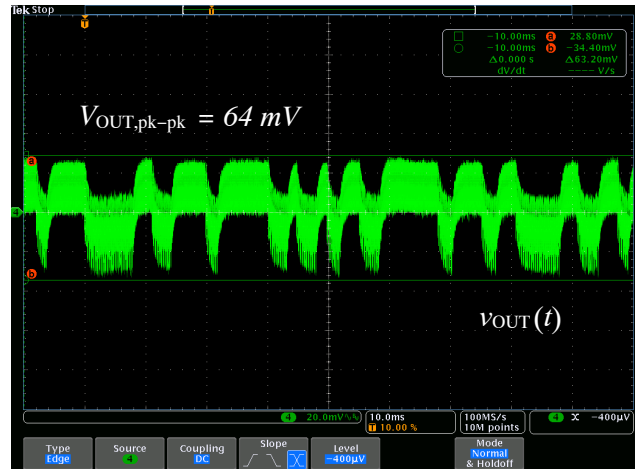 Tek Stop
T
T
-10.00ms a 28.80mV
-10.00ms b -34.40mV
Δ0.000 s Δ63.20mV
dV/dt ---- V/s
VOUT,pk-pk = 64 mV
a
4
b
vOUT(t)
4 20.0mV∿
10.0ms
T 10.00 %
100MS/s
10M points
4 X -400μV
Type
Edge
Source
4
Coupling
DC
Slope
Level
-400μV
Mode
Normal
& Holdoff